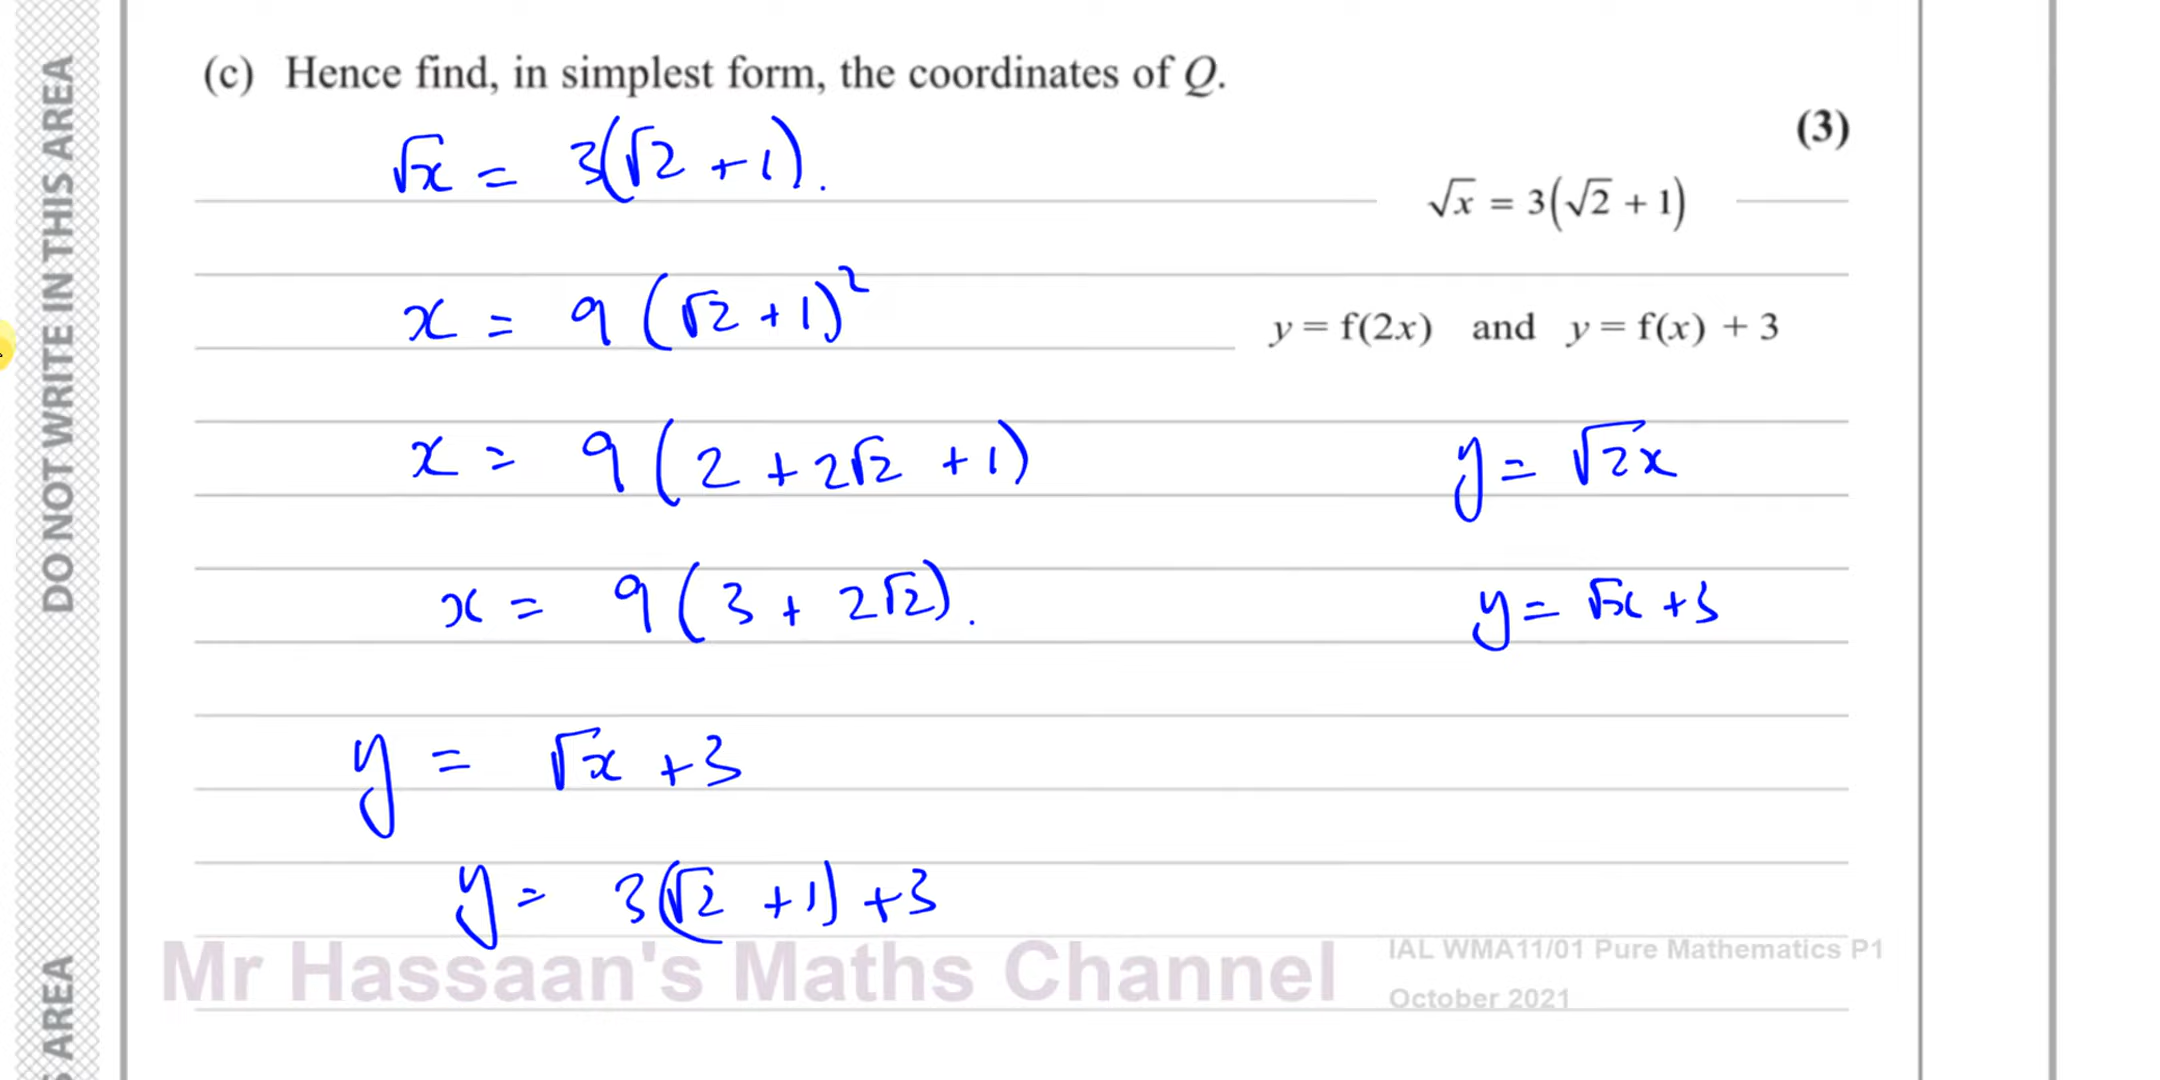 (c) Hence find, in simplest form, the coordinates of Q.
(3)
√x = 3(√2 + 1).
√x = 3(√2 + 1)
x = 9(√2 + 1)²
y = f(2x) and y = f(x) + 3
x = 9(2 + 2√2 + 1)
y = √2x
x = 9(3 + 2√2).
y = √x + 3
y = √x + 3
y = 3(√2 + 1) + 3
Mr Hassaan's Maths Channel
IAL WMA11/01 Pure Mathematics P1
October 2021
DO NOT WRITE IN THIS AREA
S AREA